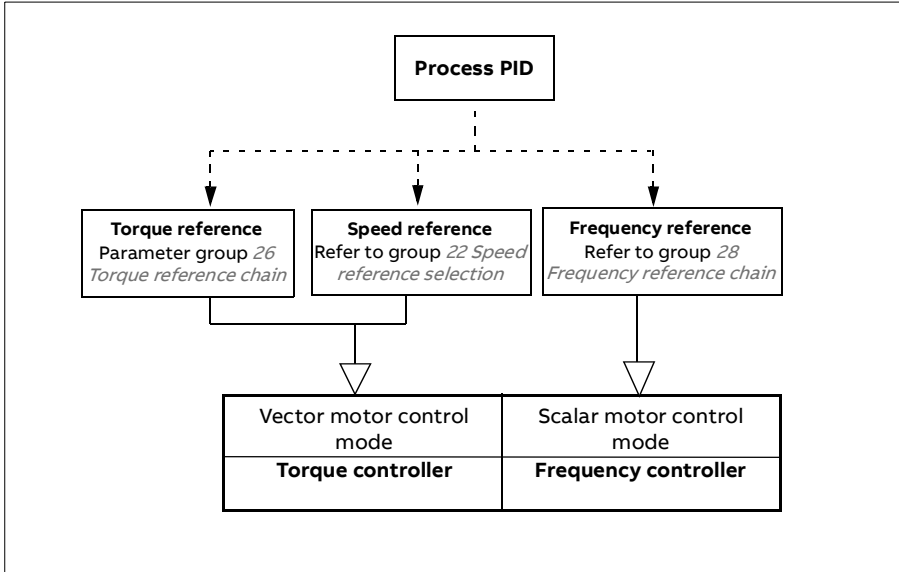 Process PID
Torque reference
Parameter group 26
Torque reference chain
Speed reference
Refer to group 22 Speed
reference selection
Frequency reference
Refer to group 28
Frequency reference chain
Vector motor control
mode
Scalar motor control
mode
Torque controller
Frequency controller